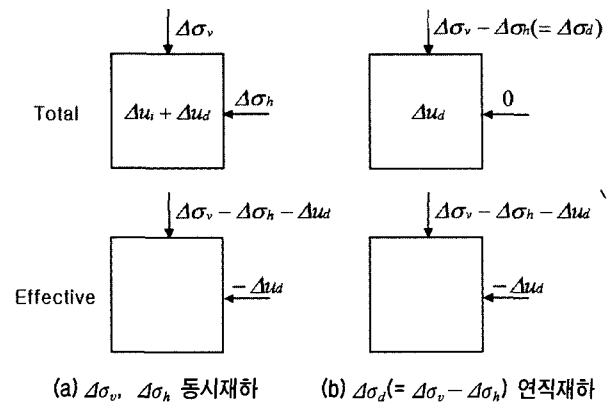 Δσv
Δσv − Δσh(= Δσd)
Total
Δui + Δud
Δσh
Δud
0
Δσv − Δσh − Δud
Δσv − Δσh − Δud
Effective
−Δud
−Δud
(a) Δσv, Δσh 동시재하
(b) Δσd(= Δσv − Δσh) 연직재하